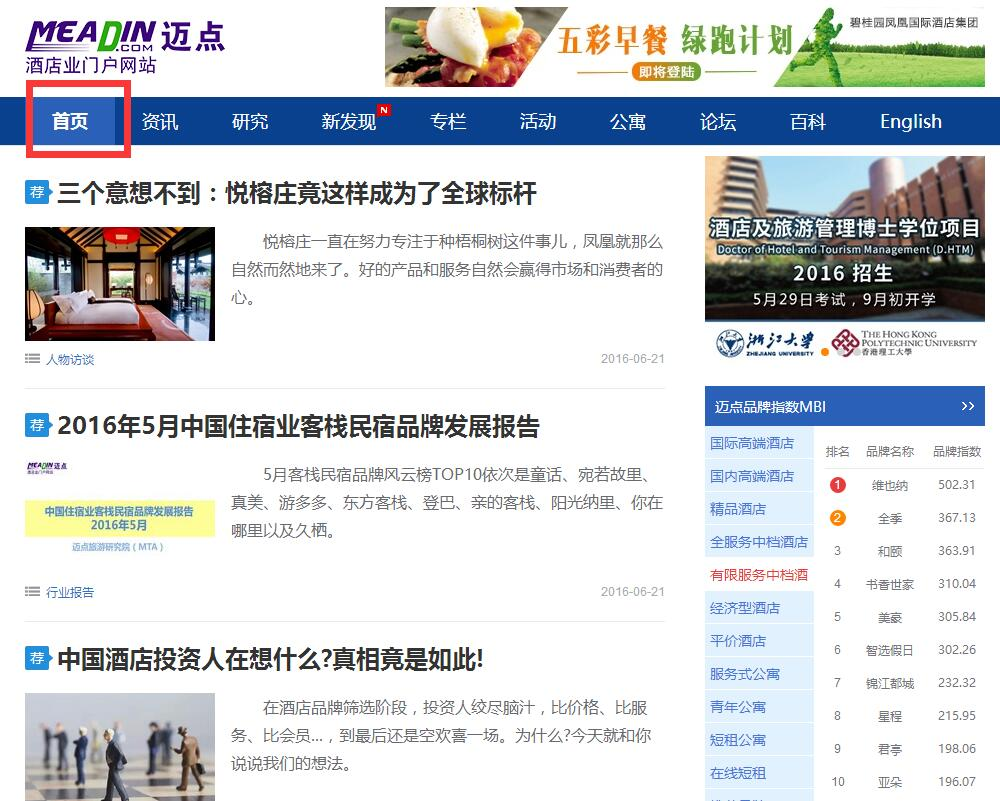 MEADIN.COM 迈点
酒店业门户网站
五彩早餐 绿跑计划
即将登陆
碧桂园凤凰国际酒店集团
首页 资讯 研究 新发现 N 专栏 活动 公寓 论坛 百科 English
荐 三个意想不到：悦榕庄竟这样成为了全球标杆
悦榕庄一直在努力专注于种梧桐树这件事儿，凤凰就那么
自然而然地来了。好的产品和服务自然会赢得市场和消费者的
心。
人物访谈 2016-06-21
荐 2016年5月中国住宿业客栈民宿品牌发展报告
MEADIN 迈点
中国住宿业客栈民宿品牌发展报告
2016年5月
迈点旅游研究院（MTA）
5月客栈民宿品牌风云榜TOP10依次是童话、宛若故里、
真美、游多多、东方客栈、登巴、亲的客栈、阳光纳里、你在
哪里以及久栖。
行业报告 2016-06-21
荐 中国酒店投资人在想什么?真相竟是如此!
在酒店品牌筛选阶段，投资人绞尽脑汁，比价格、比服
务、比会员...，到最后还是空欢喜一场。为什么?今天就和你
说说我们的想法。
酒店及旅游管理博士学位项目
Doctor of Hotel and Tourism Management (D.HTM)
2016 招生
5月29日考试，9月初开学
浙江大学
ZHEJIANG UNIVERSITY
THE HONG KONG
POLYTECHNIC UNIVERSITY
香港理工大學
迈点品牌指数MBI >>
国际高端酒店
国内高端酒店
精品酒店
全服务中档酒店
有限服务中档酒
经济型酒店
平价酒店
服务式公寓
青年公寓
短租公寓
在线短租
排名 品牌名称 品牌指数
1 维也纳 502.31
2 全季 367.13
3 和颐 363.91
4 书香世家 310.04
5 美豪 305.84
6 智选假日 302.26
7 锦江都城 232.32
8 星程 215.95
9 君亭 198.06
10 亚朵 196.07